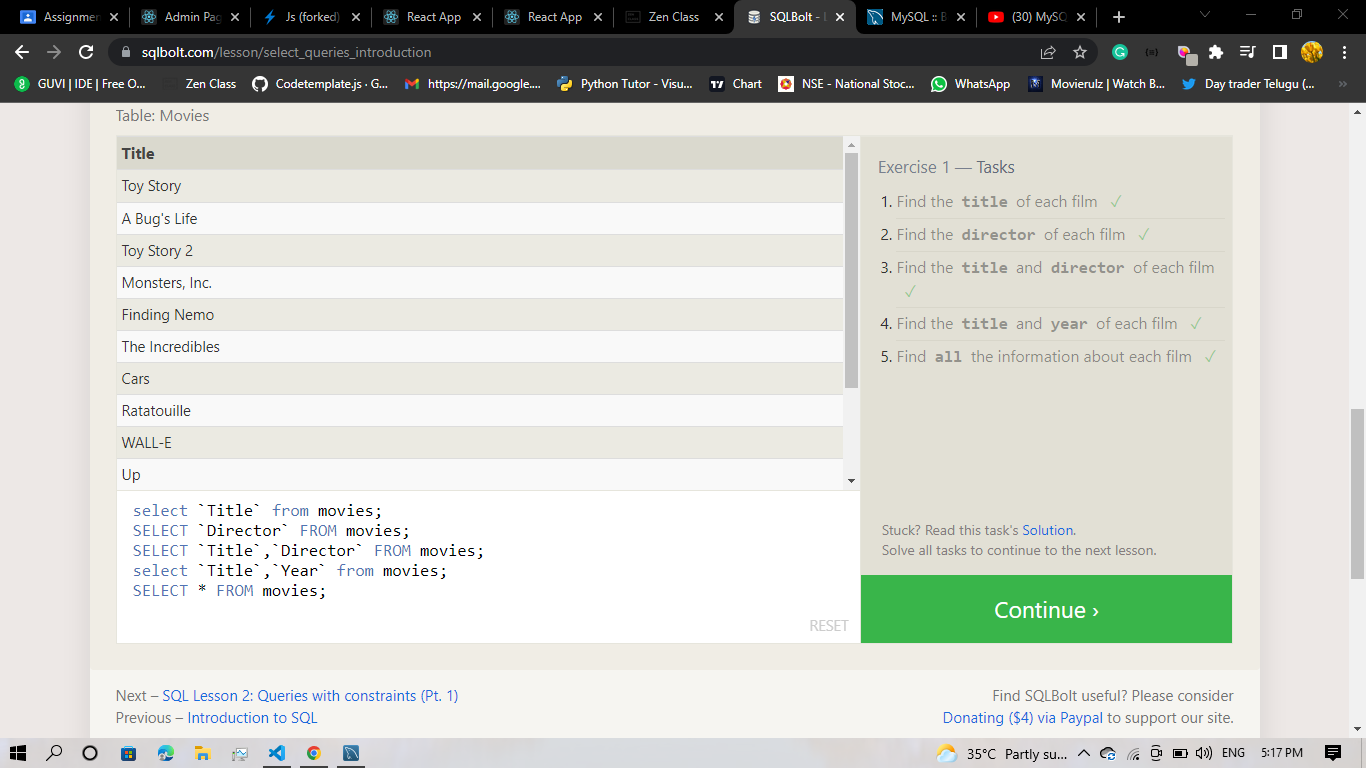 Assignmen
Admin Pag
Js (forked)
React App
React App
Zen Class
SQLBolt - 
MySQL :: B
(30) MySQ
sqlbolt.com/lesson/select_queries_introduction
GUVI | IDE | Free O...
Zen Class
Codetemplate.js · G...
https://mail.google....
Python Tutor - Visu...
Chart
NSE - National Stoc...
WhatsApp
Movierulz | Watch B...
Day trader Telugu (...
»
Table: Movies
Title
Toy Story
A Bug's Life
Toy Story 2
Monsters, Inc.
Finding Nemo
The Incredibles
Cars
Ratatouille
WALL-E
Up
select `Title` from movies;
SELECT `Director` FROM movies;
SELECT `Title`,`Director` FROM movies;
select `Title`,`Year` from movies;
SELECT * FROM movies;
RESET
Exercise 1 — Tasks
1. Find the title of each film ✓
2. Find the director of each film ✓
3. Find the title and director of each film
✓
4. Find the title and year of each film ✓
5. Find all the information about each film ✓
Stuck? Read this task's Solution.
Solve all tasks to continue to the next lesson.
Continue ›
Next – SQL Lesson 2: Queries with constraints (Pt. 1)
Previous – Introduction to SQL
Find SQLBolt useful? Please consider
Donating ($4) via Paypal to support our site.
35°C Partly su...
ENG
5:17 PM